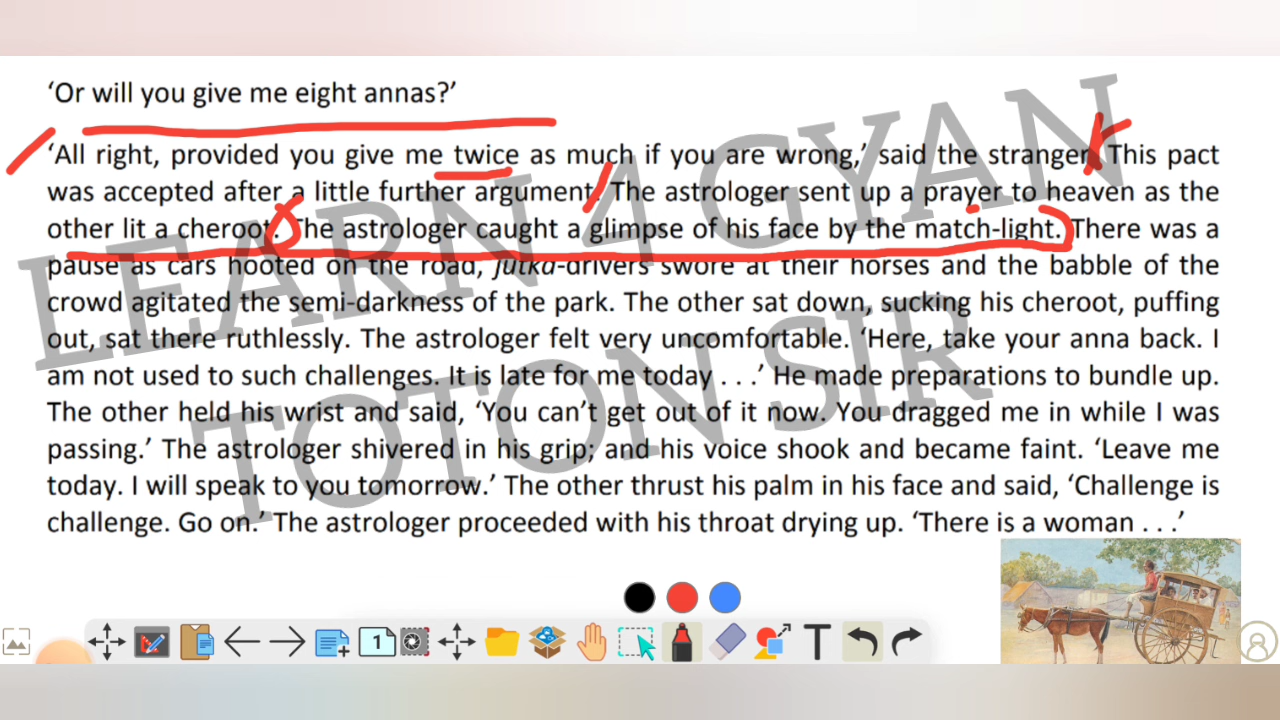 ‘Or will you give me eight annas?’
‘All right, provided you give me twice as much if you are wrong,’ said the stranger. This pact
was accepted after a little further argument. The astrologer sent up a prayer to heaven as the
other lit a cheroot. The astrologer caught a glimpse of his face by the match-light. There was a
pause as cars hooted on the road, jutka-drivers swore at their horses and the babble of the
crowd agitated the semi-darkness of the park. The other sat down, sucking his cheroot, puffing
out, sat there ruthlessly. The astrologer felt very uncomfortable. ‘Here, take your anna back. I
am not used to such challenges. It is late for me today . . .’ He made preparations to bundle up.
The other held his wrist and said, ‘You can’t get out of it now. You dragged me in while I was
passing.’ The astrologer shivered in his grip; and his voice shook and became faint. ‘Leave me
today. I will speak to you tomorrow.’ The other thrust his palm in his face and said, ‘Challenge is
challenge. Go on.’ The astrologer proceeded with his throat drying up. ‘There is a woman . . .’
LEARN 4 GYAN
TOTON SIR
1
T